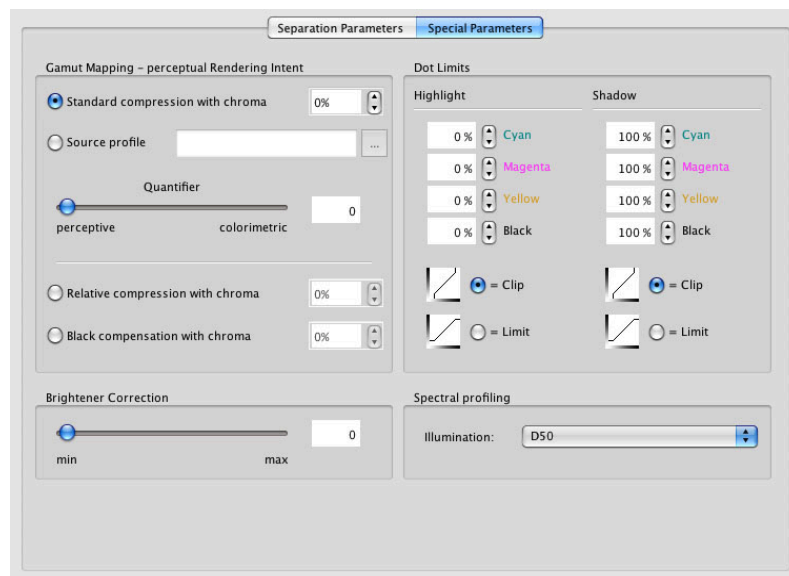 Separation Parameters
Special Parameters
Gamut Mapping – perceptual Rendering Intent
Standard compression with chroma 0%
Source profile ...
Quantifier
0
perceptive colorimetric
Relative compression with chroma 0%
Black compensation with chroma 0%
Dot Limits
Highlight Shadow
0 % Cyan 100 % Cyan
0 % Magenta 100 % Magenta
0 % Yellow 100 % Yellow
0 % Black 100 % Black
= Clip = Clip
= Limit = Limit
Brightener Correction
0
min max
Spectral profiling
Illumination: D50